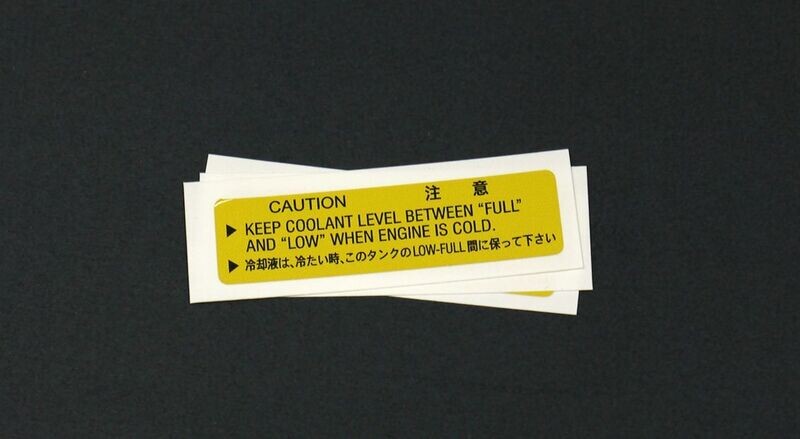 CAUTION 注意
▶ KEEP COOLANT LEVEL BETWEEN “FULL”
AND “LOW” WHEN ENGINE IS COLD.
▶ 冷却液は、冷たい時、このタンクのLOW-FULL間に保って下さい